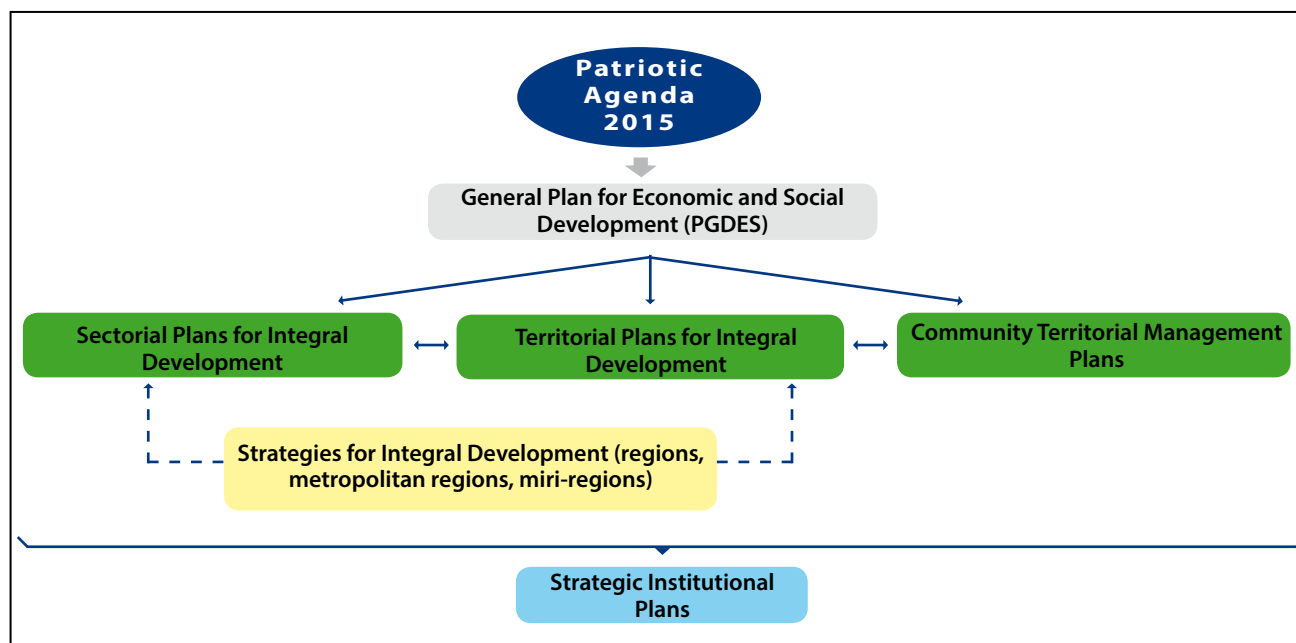 Patriotic
Agenda
2015
General Plan for Economic and Social
Development (PGDES)
Sectorial Plans for Integral
Development
Territorial Plans for Integral
Development
Community Territorial Management
Plans
Strategies for Integral Development (regions,
metropolitan regions, miri-regions)
Strategic Institutional
Plans